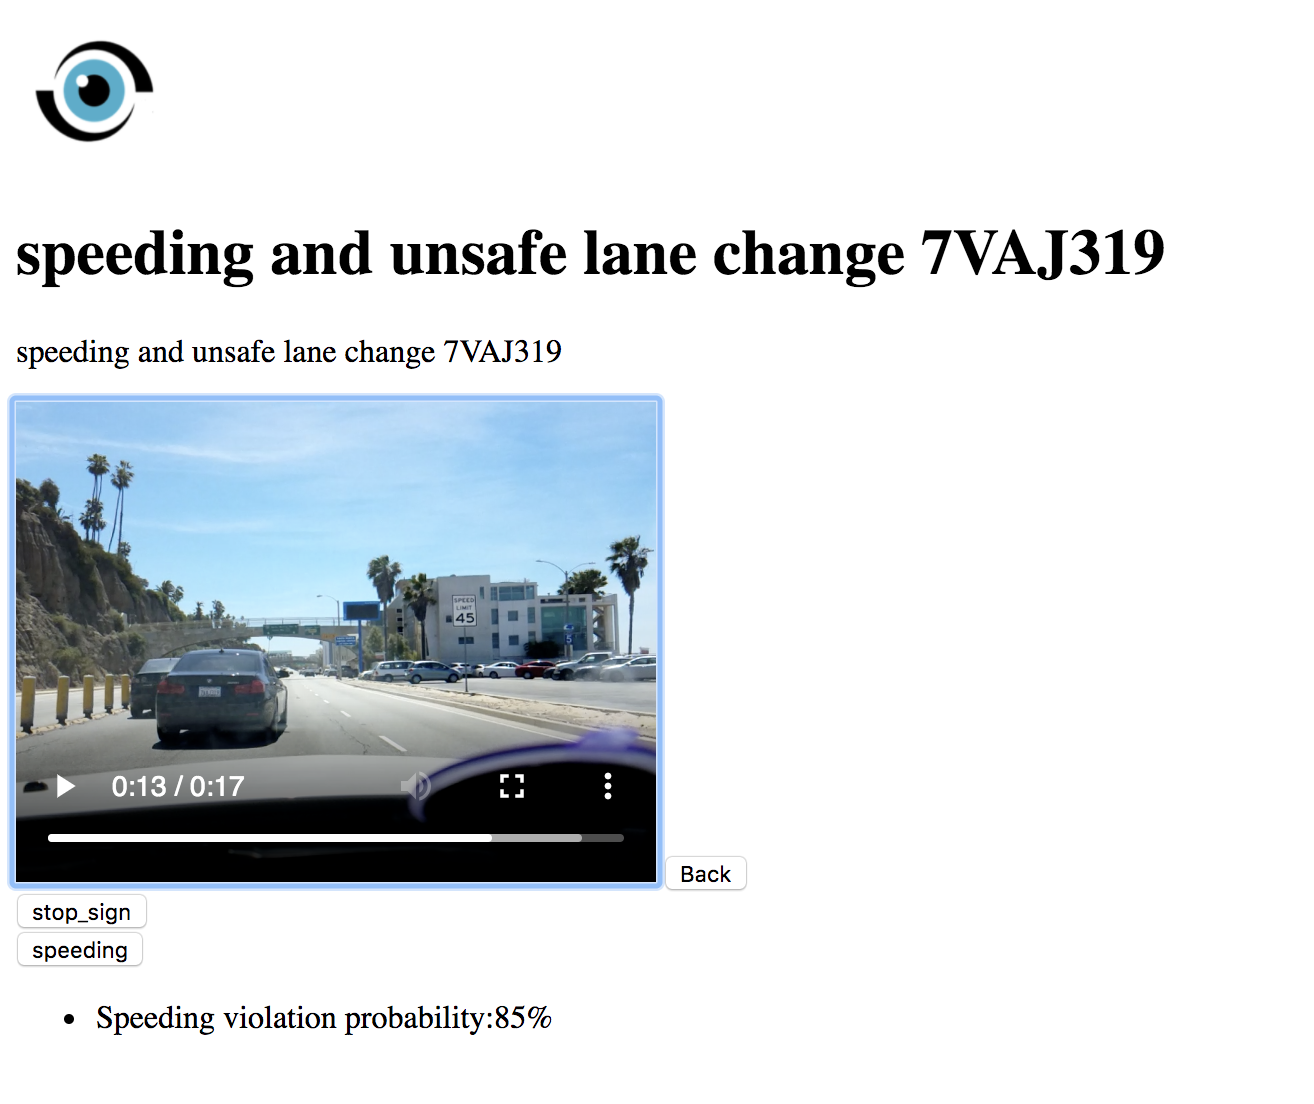 speeding and unsafe lane change 7VAJ319
speeding and unsafe lane change 7VAJ319
SPEED
LIMIT
45
5
0:13 / 0:17
Back
stop_sign
speeding
Speeding violation probability:85%